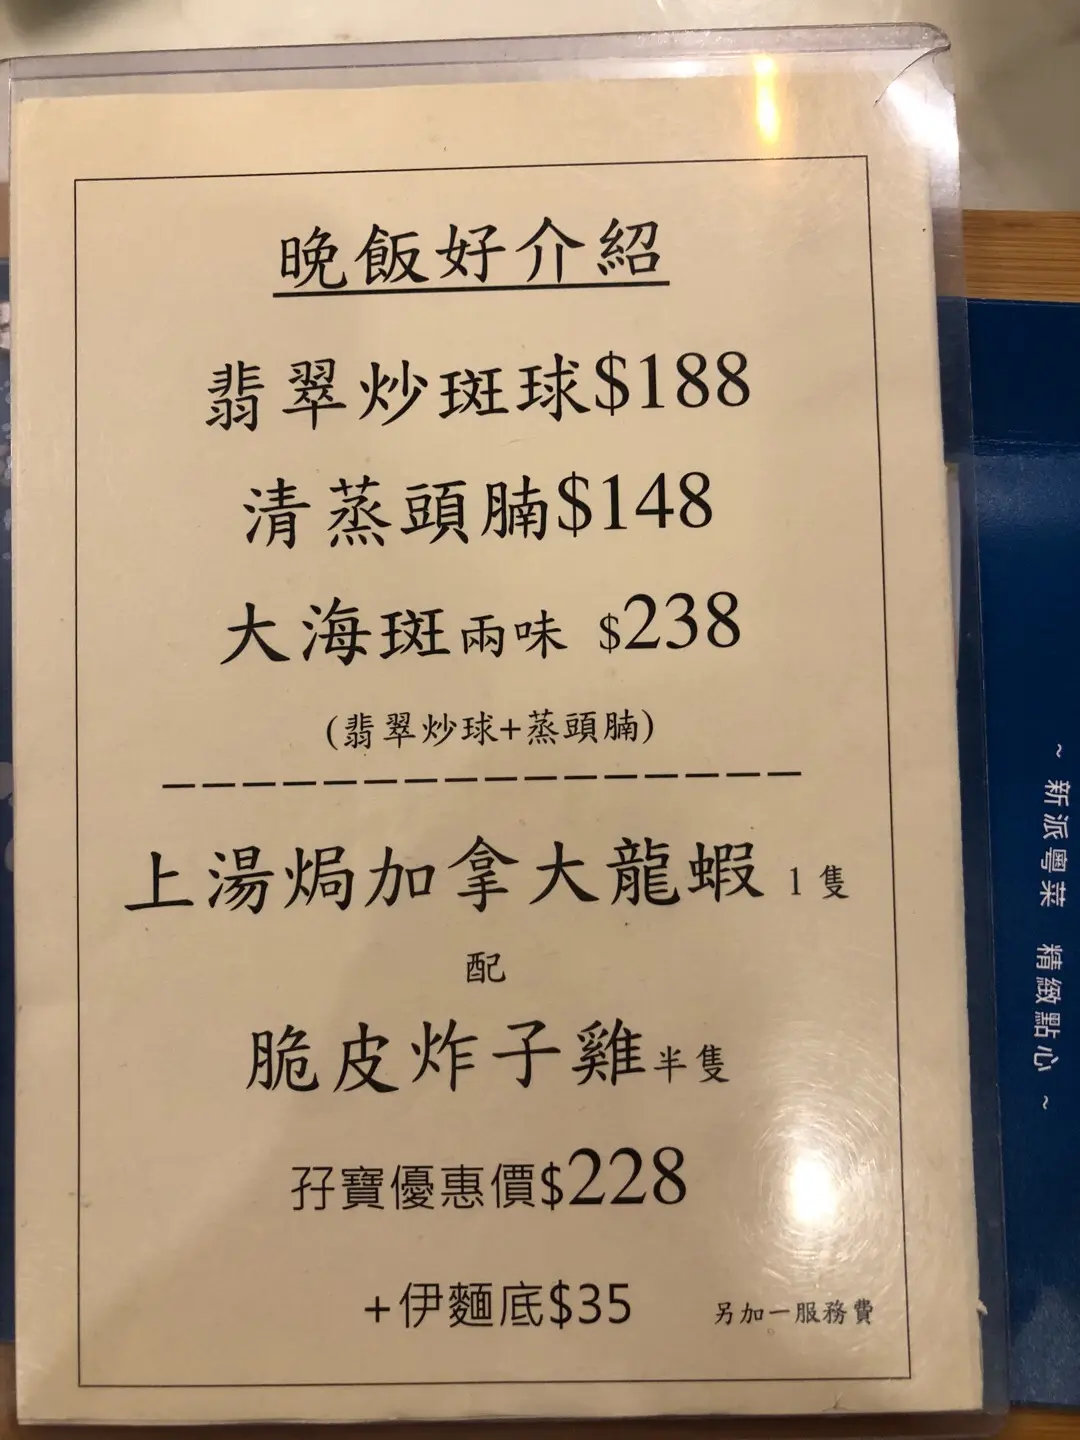 晚飯好介紹
翡翠炒斑球$188
清蒸頭腩$148
大海斑兩味 $238
(翡翠炒球+蒸頭腩)
上湯焗加拿大龍蝦 1隻
配
脆皮炸子雞半隻
孖寶優惠價$228
+伊麵底$35
另加一服務費
~ 新派粵菜 精緻點心 ~